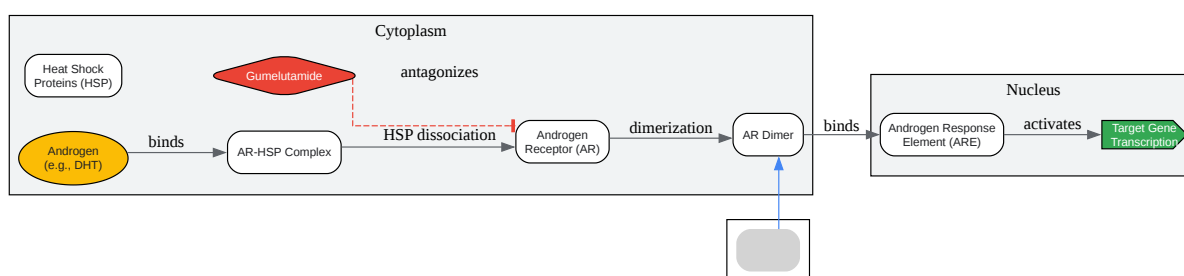 Cytoplasm
Heat Shock
Proteins (HSP)
Gumelutamide
antagonizes
Androgen
(e.g., DHT)
binds
AR-HSP Complex
HSP dissociation
Androgen
Receptor (AR)
dimerization
AR Dimer
binds
Nucleus
Androgen Response
Element (ARE)
activates
Target Gene
Transcription